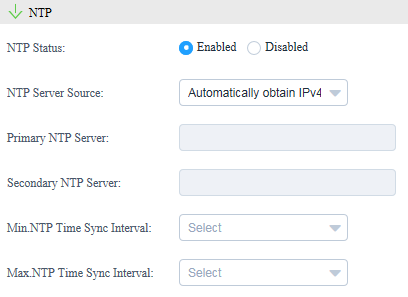 NTP
NTP Status:
Enabled
Disabled
NTP Server Source:
Automatically obtain IPv4
Primary NTP Server:
Secondary NTP Server:
Min.NTP Time Sync Interval:
Select
Max.NTP Time Sync Interval:
Select